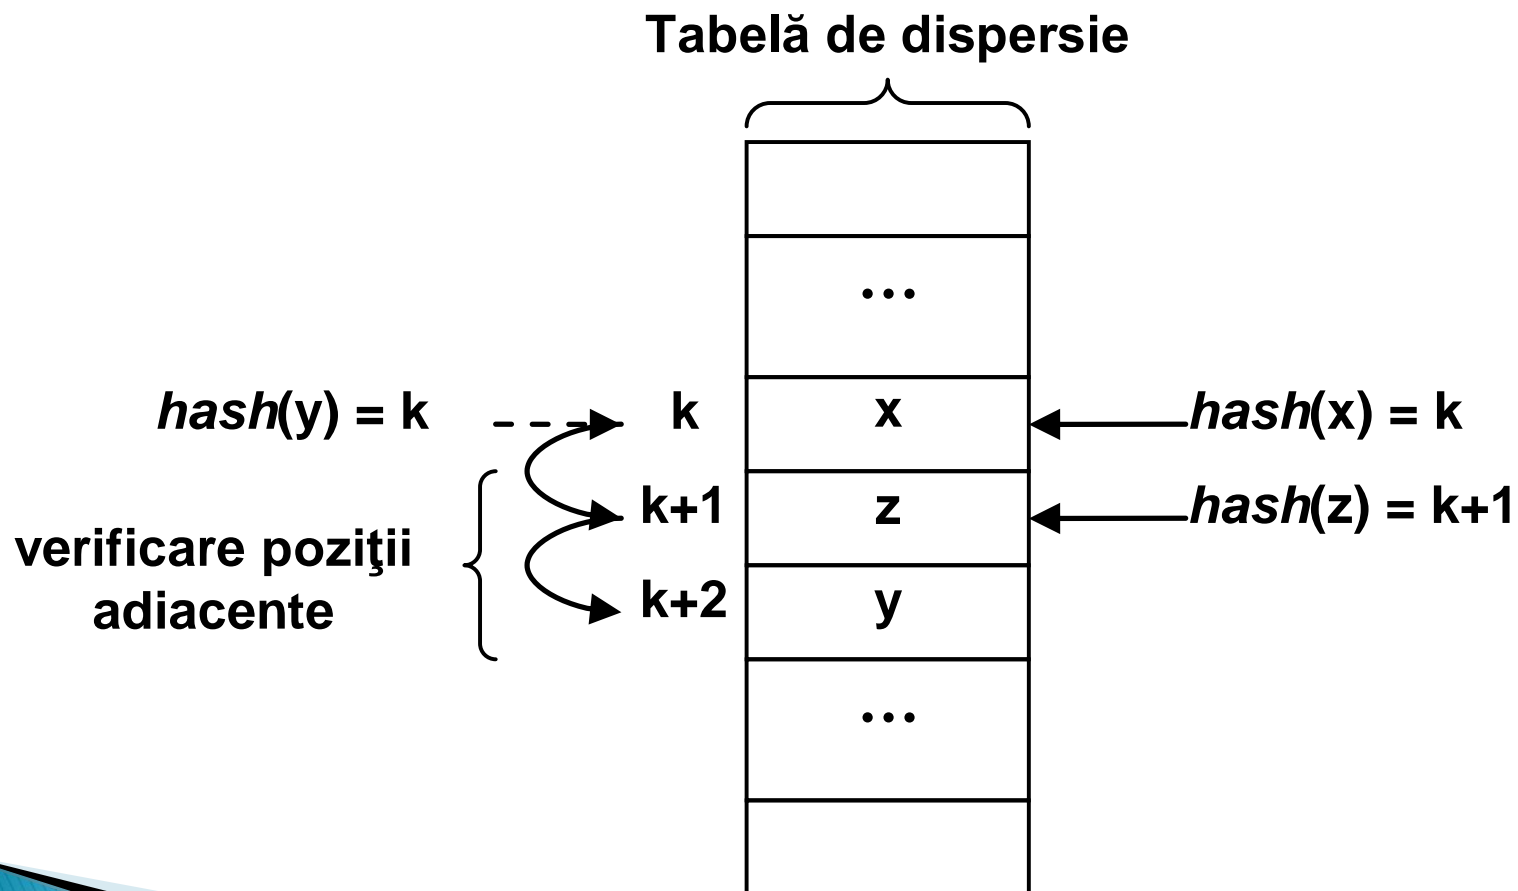 Tabelă de dispersie
...
hash(y) = k
k
x
hash(x) = k
k+1
z
hash(z) = k+1
verificare poziţii
adiacente
k+2
y
...